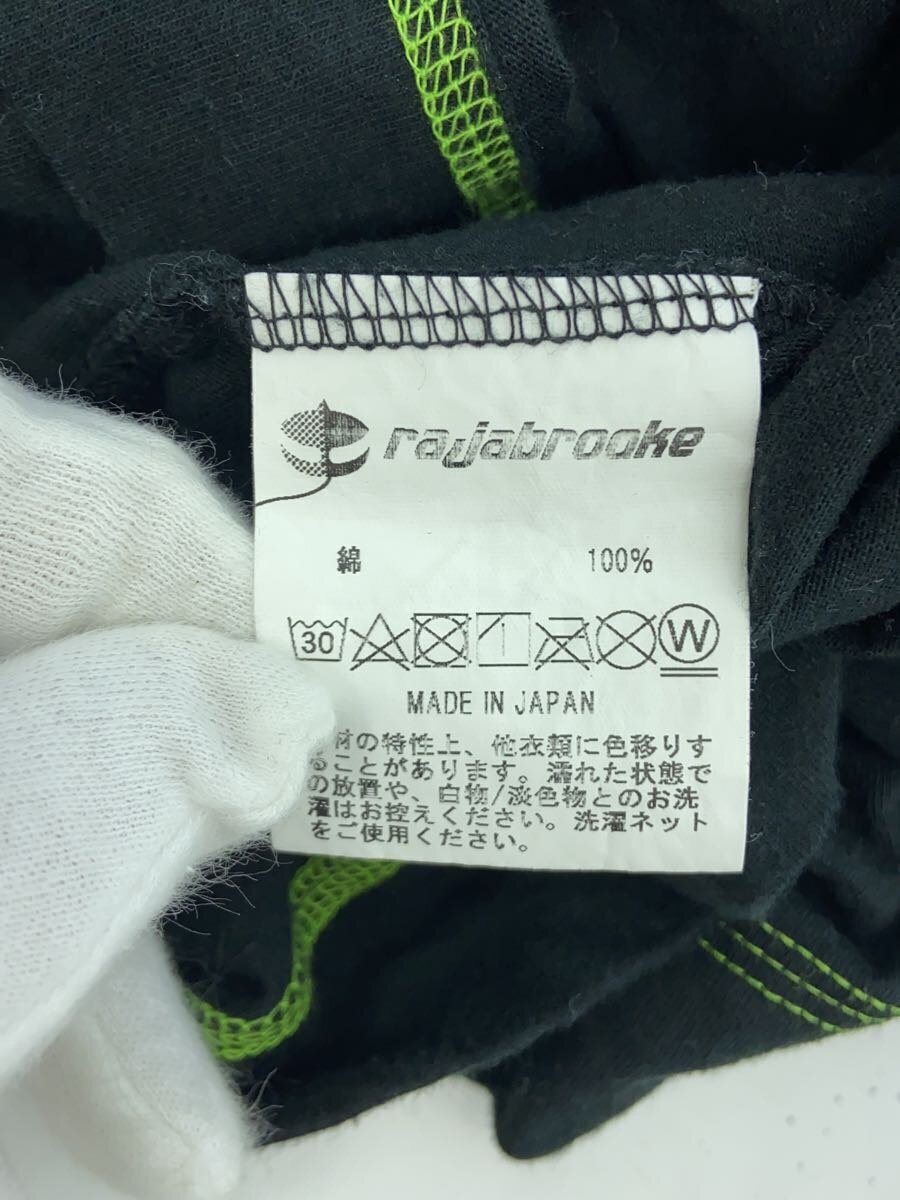 rajabrooke
綿 100%
30 W
MADE IN JAPAN
材の特性上、他衣類に色移りす
ることがあります。濡れた状態で
の放置や、白物/淡色物とのお洗
濯はお控えください。洗濯ネット
をご使用ください。